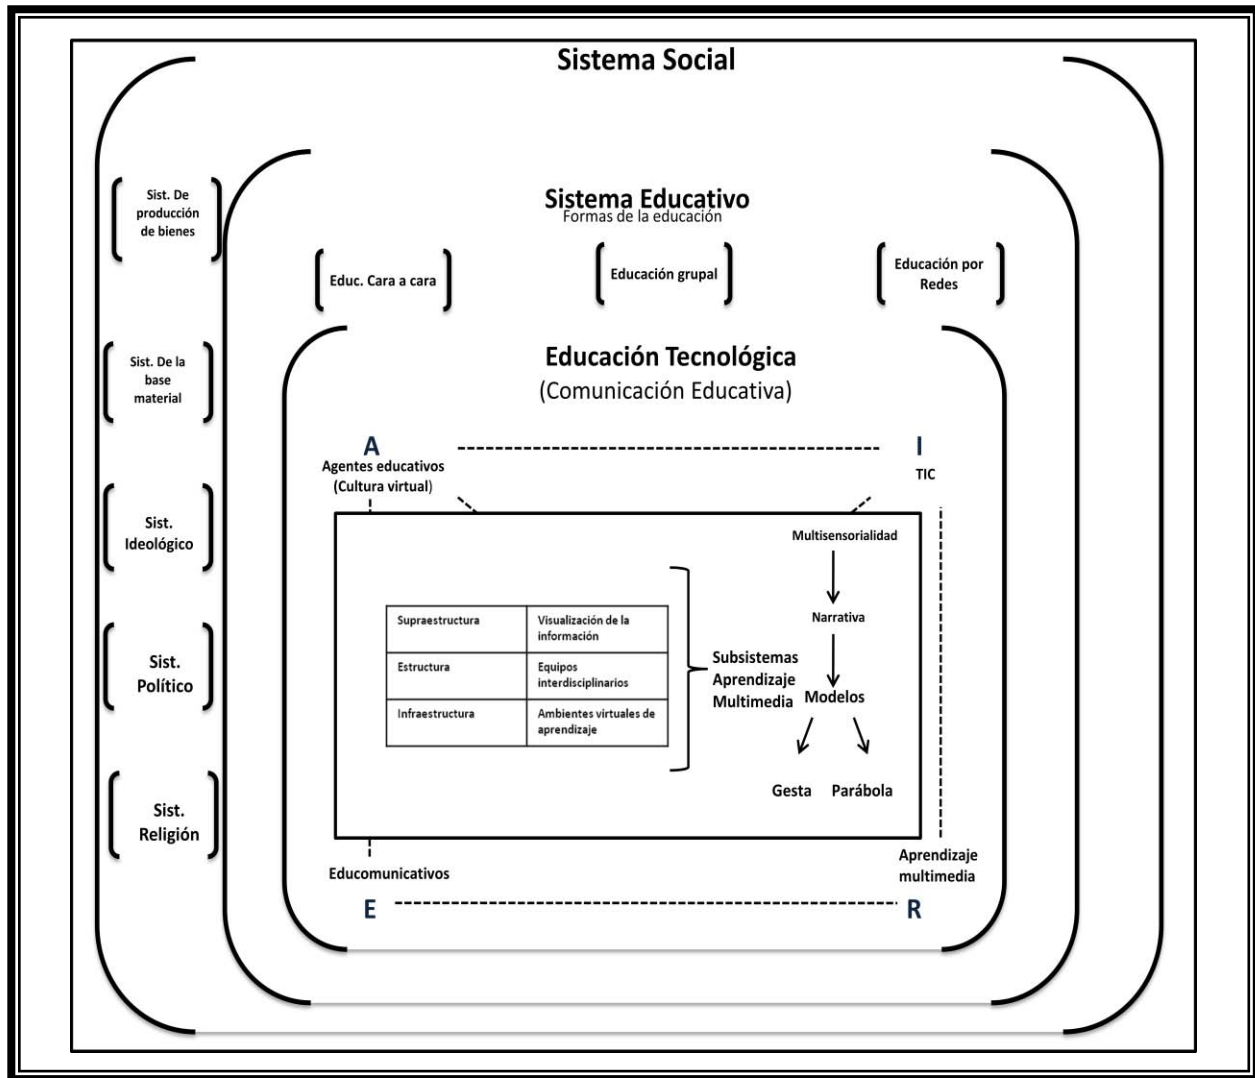 Sistema Social
Sist. De
producción
de bienes
Sistema Educativo
Formas de la educación
Educ. Cara a cara
Educación grupal
Educación por
Redes
Sist. De la
base
material
Educación Tecnológica
(Comunicación Educativa)
A
Agentes educativos
(Cultura virtual)
I
TIC
Sist.
Ideológico
Multisensorialidad
Narrativa
Modelos
Gesta
Parábola
Supraestructura
Visualización de la
información
Estructura
Equipos
interdisciplinarios
Infraestructura
Ambientes virtuales de
aprendizaje
Subsistemas
Aprendizaje
Multimedia
Sist.
Político
Sist.
Religión
Educomunicativos
E
Aprendizaje
multimedia
R